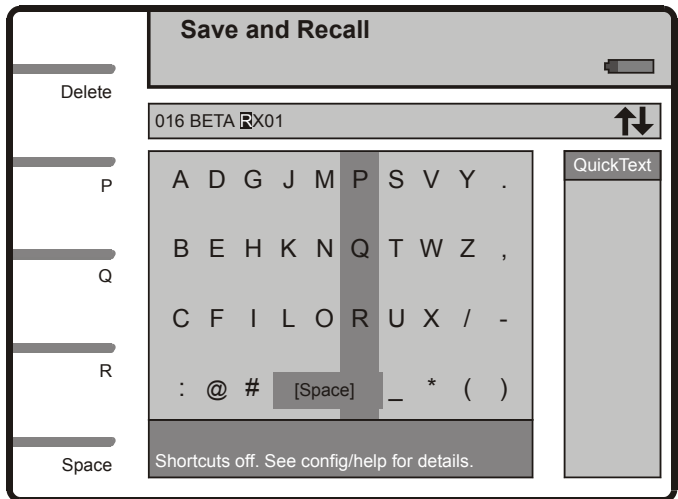 Save and Recall
Delete
016 BETA RX01
QuickText
P
A D G J M P S V Y .
Q
B E H K N Q T W Z ,
C F I L O R U X / -
R
: @ # [Space] _ * ( )
Space
Shortcuts off. See config/help for details.